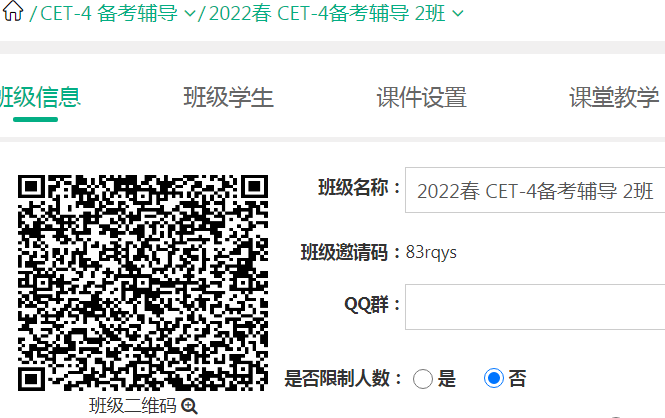 / CET-4 备考辅导 / 2022春 CET-4备考辅导 2班
班级信息 班级学生 课件设置 课堂教学
班级名称： 2022春 CET-4备考辅导 2班
班级邀请码：83rqys
QQ群：
是否限制人数： 是 否
班级二维码